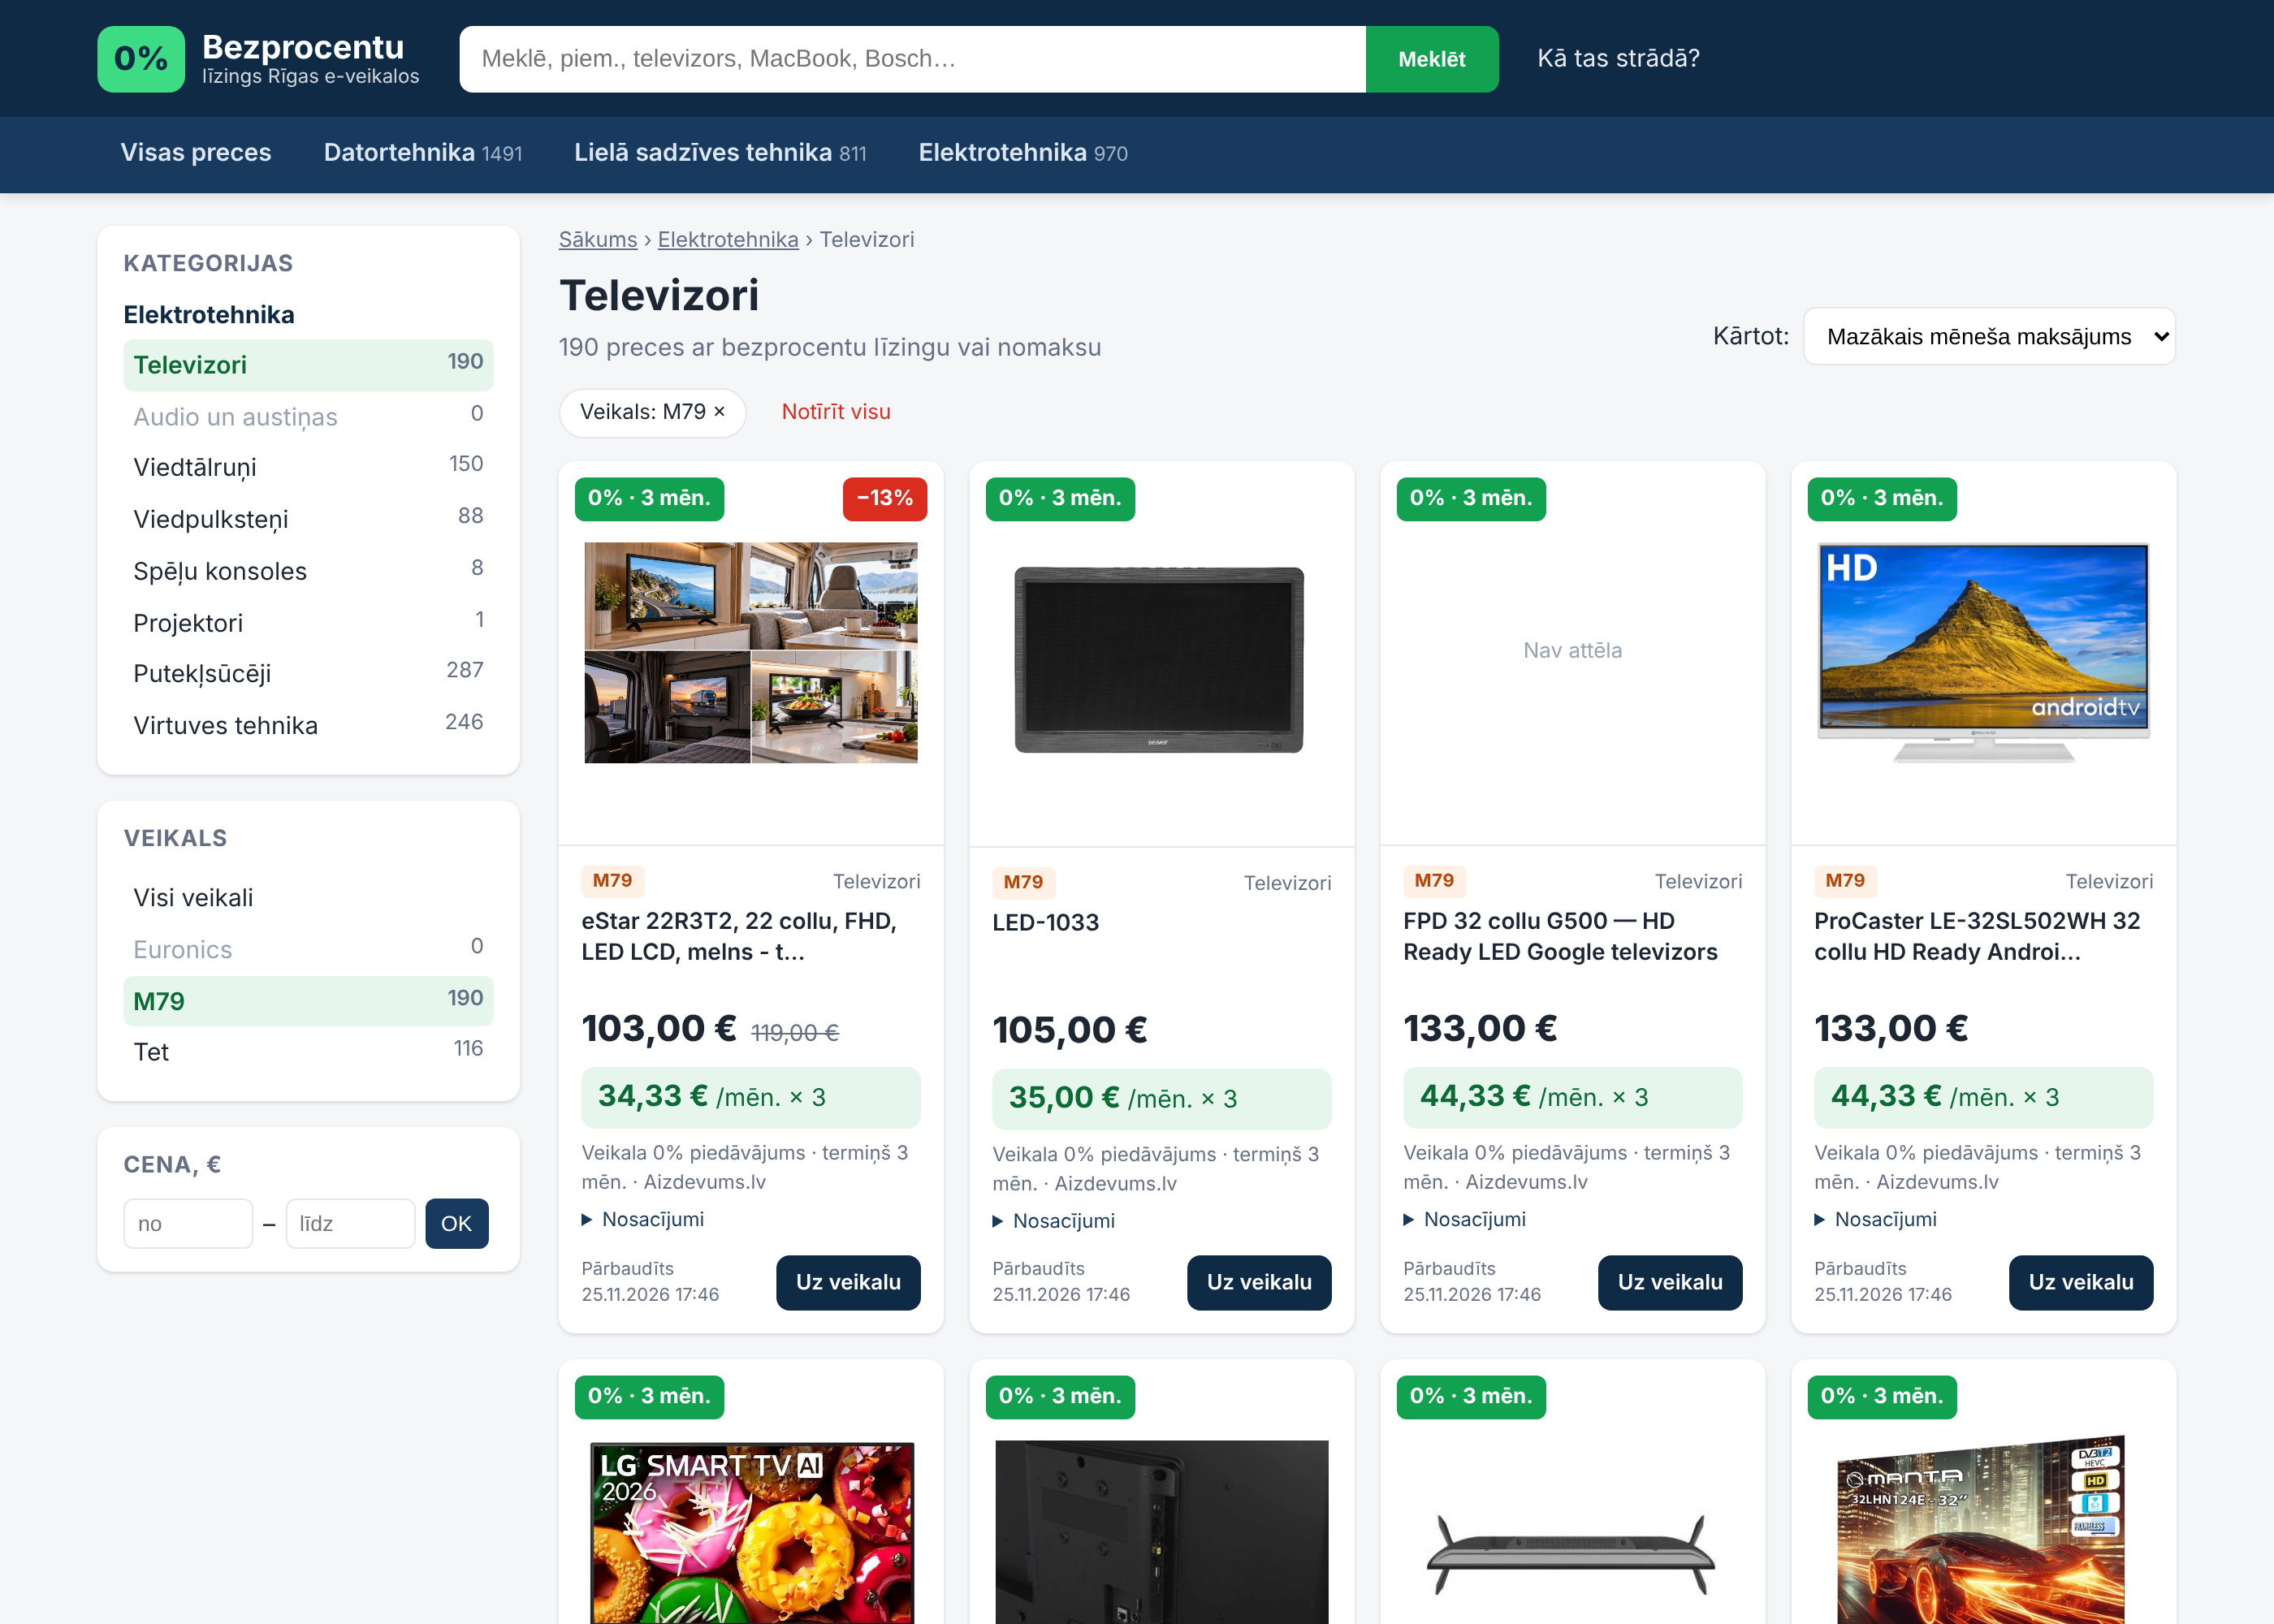 0%
Bezprocentu
līzings Rīgas e-veikalos
Meklē, piem., televizors, MacBook, Bosch…
Meklēt
Kā tas strādā?
Visas preces
Datortehnika 1491
Lielā sadzīves tehnika 811
Elektrotehnika 970
KATEGORIJAS
Elektrotehnika
Televizori 190
Audio un austiņas 0
Viedtālruņi 150
Viedpulksteņi 88
Spēļu konsoles 8
Projektori 1
Putekļsūcēji 287
Virtuves tehnika 246
VEIKALS
Visi veikali
Euronics 0
M79 190
Tet 116
CENA, €
no – līdz OK
Sākums › Elektrotehnika › Televizori
Televizori
190 preces ar bezprocentu līzingu vai nomaksu
Kārtot: Mazākais mēneša maksājums
Veikals: M79 ×
Notīrīt visu
0% · 3 mēn.
−13%
M79 Televizori
eStar 22R3T2, 22 collu, FHD,
LED LCD, melns - t…
103,00 € 119,00 €
34,33 € /mēn. × 3
Veikala 0% piedāvājums · termiņš 3
mēn. · Aizdevums.lv
Nosacījumi
Pārbaudīts
25.11.2026 17:46
Uz veikalu
0% · 3 mēn.
DENVER
M79 Televizori
LED-1033
105,00 €
35,00 € /mēn. × 3
Veikala 0% piedāvājums · termiņš 3
mēn. · Aizdevums.lv
Nosacījumi
Pārbaudīts
25.11.2026 17:46
Uz veikalu
0% · 3 mēn.
Nav attēla
M79 Televizori
FPD 32 collu G500 — HD
Ready LED Google televizors
133,00 €
44,33 € /mēn. × 3
Veikala 0% piedāvājums · termiņš 3
mēn. · Aizdevums.lv
Nosacījumi
Pārbaudīts
25.11.2026 17:46
Uz veikalu
0% · 3 mēn.
HD
androidtv
PROCASTER
M79 Televizori
ProCaster LE-32SL502WH 32
collu HD Ready Androi…
133,00 €
44,33 € /mēn. × 3
Veikala 0% piedāvājums · termiņš 3
mēn. · Aizdevums.lv
Nosacījumi
Pārbaudīts
25.11.2026 17:46
Uz veikalu
0% · 3 mēn.
LG SMART TV AI
2026
0% · 3 mēn.
0% · 3 mēn.
0% · 3 mēn.
MANTA
32LHN124E - 32”
DVB-T2
HEVC
HD
FRAMELESS